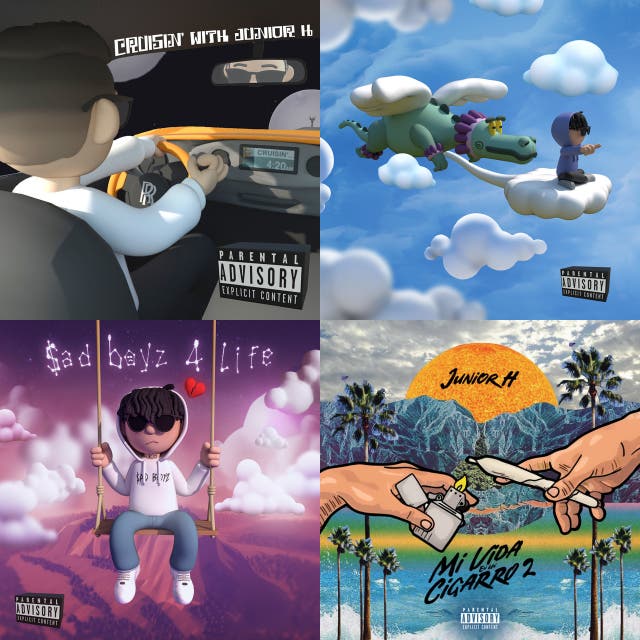 CRUISIN' WITH JUNIOR H
CRUISIN'
4:20
PARENTAL
ADVISORY
EXPLICIT CONTENT
PARENTAL
ADVISORY
EXPLICIT CONTENT
$ad boyz 4 life
$AD BOYZ
PARENTAL
ADVISORY
EXPLICIT CONTENT
JUNIOR H
Mi VIDA
EN UN
CIGARRO 2
PARENTAL
ADVISORY
EXPLICIT CONTENT